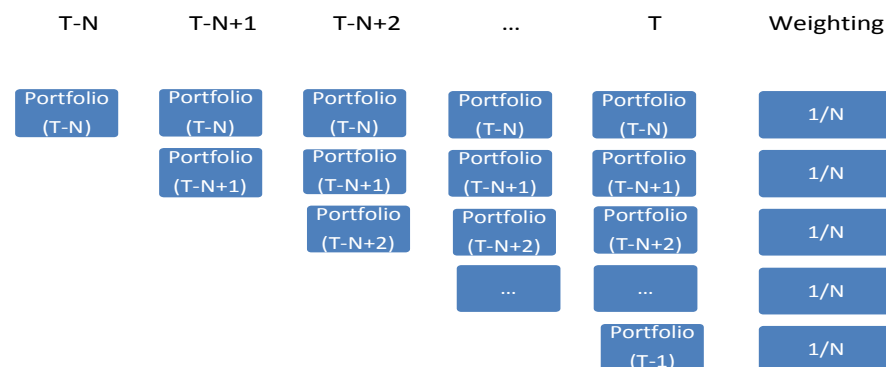 T-N T-N+1 T-N+2 ... T Weighting
Portfolio Portfolio Portfolio Portfolio Portfolio
(T-N) (T-N) (T-N) (T-N) (T-N) 1/N
Portfolio Portfolio Portfolio Portfolio
(T-N+1) (T-N+1) (T-N+1) (T-N+1) 1/N
Portfolio Portfolio Portfolio
(T-N+2) (T-N+2) (T-N+2) 1/N
... ... 1/N
Portfolio
(T-1) 1/N